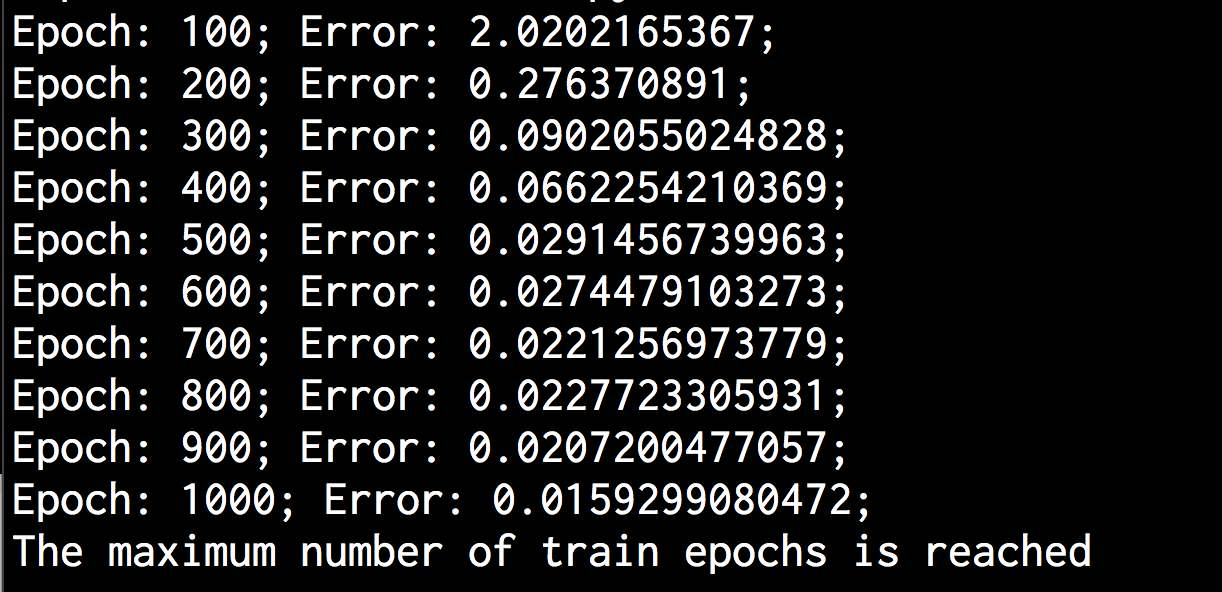 Epoch: 100; Error: 2.0202165367;
Epoch: 200; Error: 0.276370891;
Epoch: 300; Error: 0.0902055024828;
Epoch: 400; Error: 0.0662254210369;
Epoch: 500; Error: 0.0291456739963;
Epoch: 600; Error: 0.0274479103273;
Epoch: 700; Error: 0.0221256973779;
Epoch: 800; Error: 0.0227723305931;
Epoch: 900; Error: 0.0207200477057;
Epoch: 1000; Error: 0.0159299080472;
The maximum number of train epochs is reached